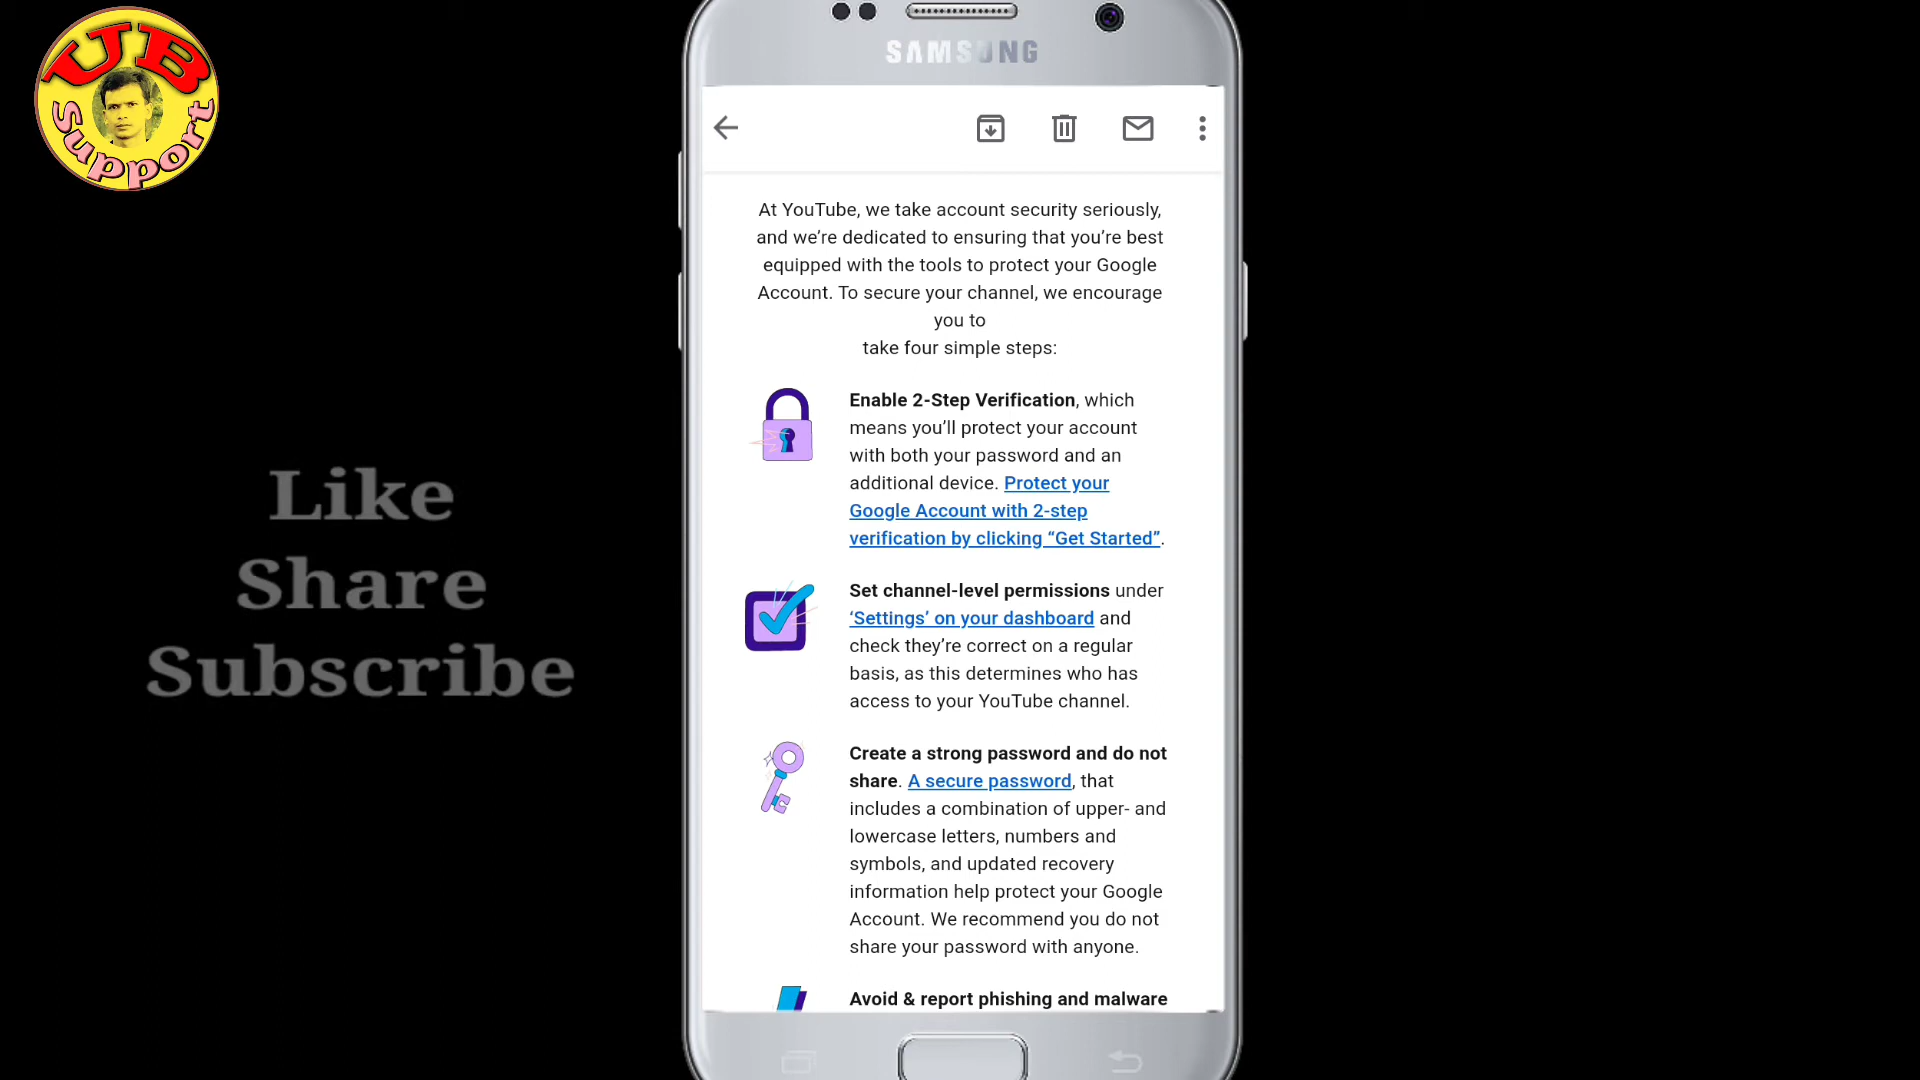 UB
Support
SAMSUNG
At YouTube, we take account security seriously,
and we’re dedicated to ensuring that you’re best
equipped with the tools to protect your Google
Account. To secure your channel, we encourage
you to
take four simple steps:
Enable 2-Step Verification, which
means you’ll protect your account
with both your password and an
additional device. Protect your
Google Account with 2-step
verification by clicking “Get Started”.
Set channel-level permissions under
‘Settings’ on your dashboard and
check they’re correct on a regular
basis, as this determines who has
access to your YouTube channel.
Create a strong password and do not
share. A secure password, that
includes a combination of upper- and
lowercase letters, numbers and
symbols, and updated recovery
information help protect your Google
Account. We recommend you do not
share your password with anyone.
Avoid & report phishing and malware
Like
Share
Subscribe